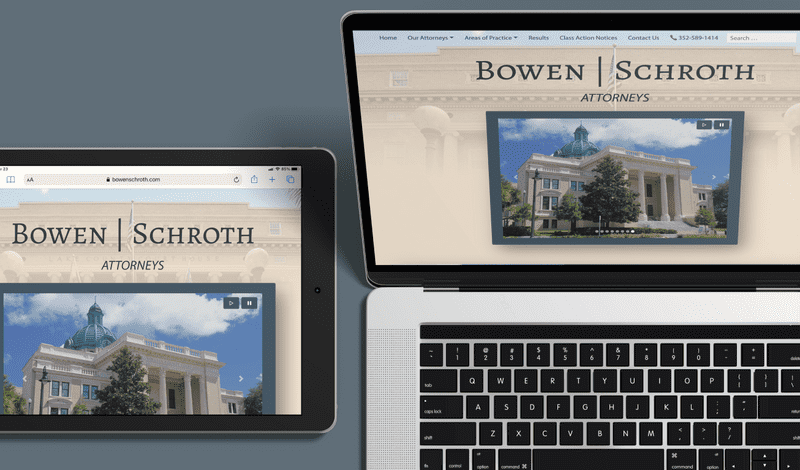 Home Our Attorneys Areas of Practice Results Class Action Notices Contact Us 352-589-1414 Search ...
BOWEN | SCHROTH
ATTORNEYS
AA bowenschroth.com
BOWEN | SCHROTH
ATTORNEYS
~ ! @ # $ % ^ & * ( ) _ +
` 1 2 3 4 5 6 7 8 9 0 - = delete
tab Q W E R T Y U I O P { } |
caps lock A S D F G H J K L : "
shift Z X C V B N M < > ? shift
fn control option command command option